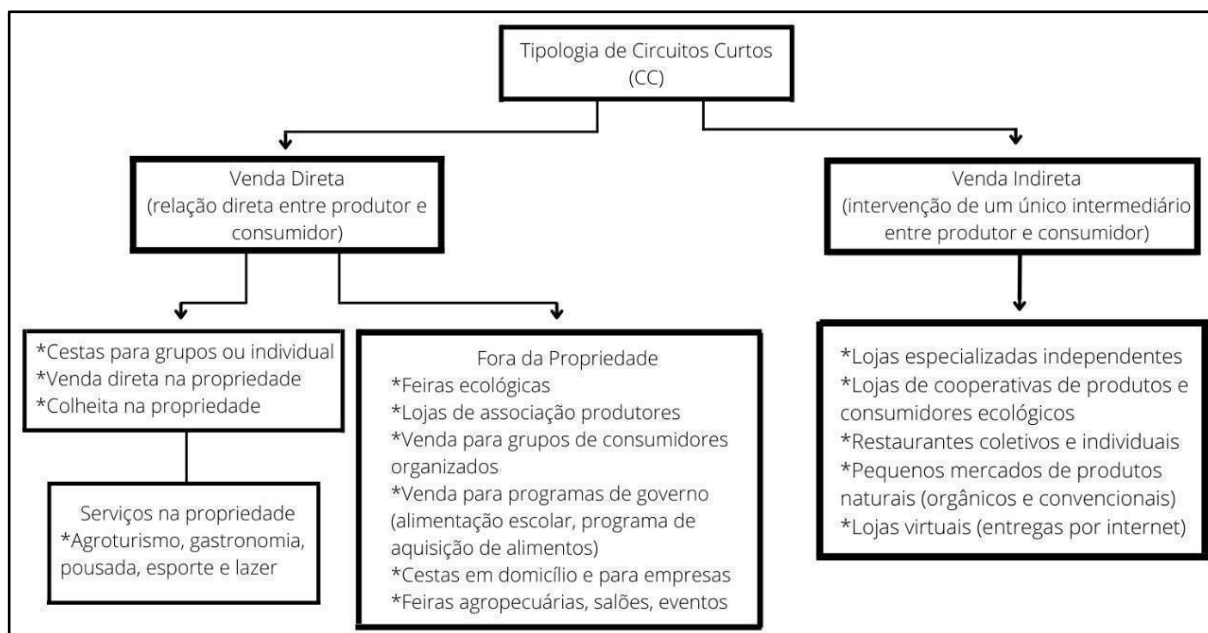 Tipologia de Circuitos Curtos
(CC)
Venda Direta
(relação direta entre produtor e
consumidor)
Venda Indireta
(intervenção de um único intermediário
entre produtor e consumidor)
*Cestas para grupos ou individual
*Venda direta na propriedade
*Colheita na propriedade
Serviços na propriedade
*Agroturismo, gastronomia,
pousada, esporte e lazer
Fora da Propriedade
*Feiras ecológicas
*Lojas de associação produtores
*Venda para grupos de consumidores
organizados
*Venda para programas de governo
(alimentação escolar, programa de
aquisição de alimentos)
*Cestas em domicílio e para empresas
*Feiras agropecuárias, salões, eventos
*Lojas especializadas independentes
*Lojas de cooperativas de produtos e
consumidores ecológicos
*Restaurantes coletivos e individuais
*Pequenos mercados de produtos
naturais (orgânicos e convencionais)
*Lojas virtuais (entregas por internet)